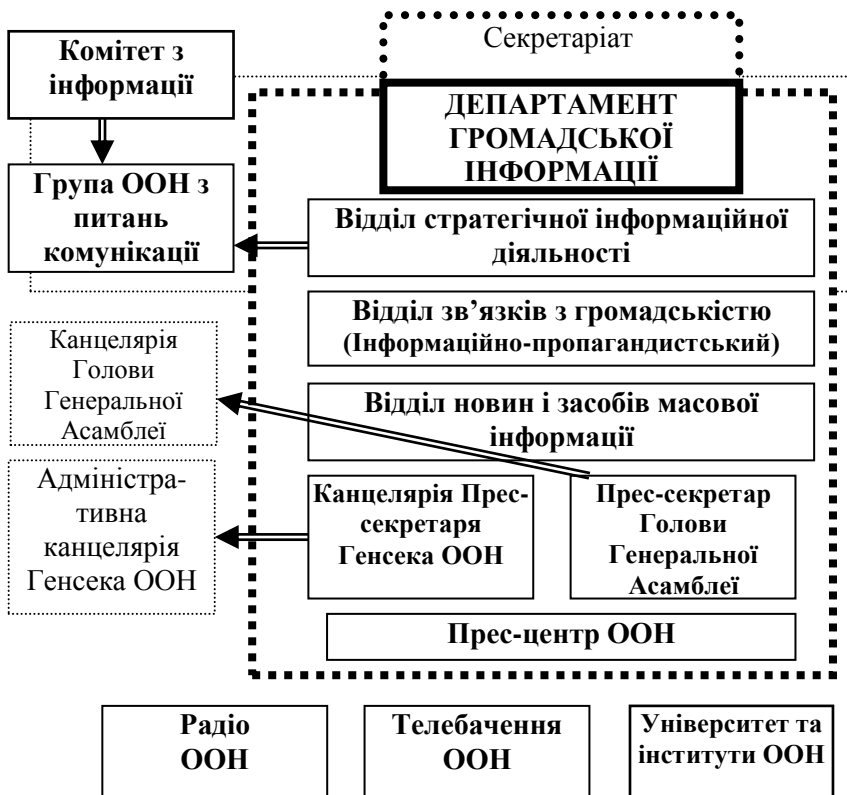 Комітет з
інформації
Секретаріат
ДЕПАРТАМЕНТ
ГРОМАДСЬКОЇ
ІНФОРМАЦІЇ
Група ООН з
питань
комунікації
Відділ стратегічної інформаційної
діяльності
Відділ зв’язків з громадськістю
(Інформаційно-пропагандистський)
Канцелярія
Голови
Генеральної
Асамблеї
Відділ новин і засобів масової
інформації
Адміністра-
тивна
канцелярія
Генсека ООН
Канцелярія Прес-
секретаря
Генсека ООН
Прес-секретар
Голови
Генеральної
Асамблеї
Прес-центр ООН
Радіо
ООН
Телебачення
ООН
Університет та
інститути ООН